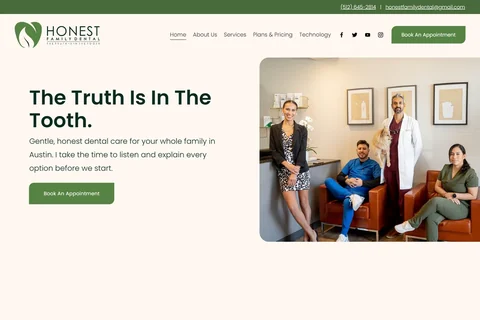 (512) 645-2814 | honestfamilydental@gmail.com
HONEST
FAMILY DENTAL
Home About Us Services Plans & Pricing Technology
Book An Appointment
The Truth Is In The
Tooth.
Gentle, honest dental care for your whole family in
Austin. I take the time to listen and explain every
option before we start.
Book An Appointment